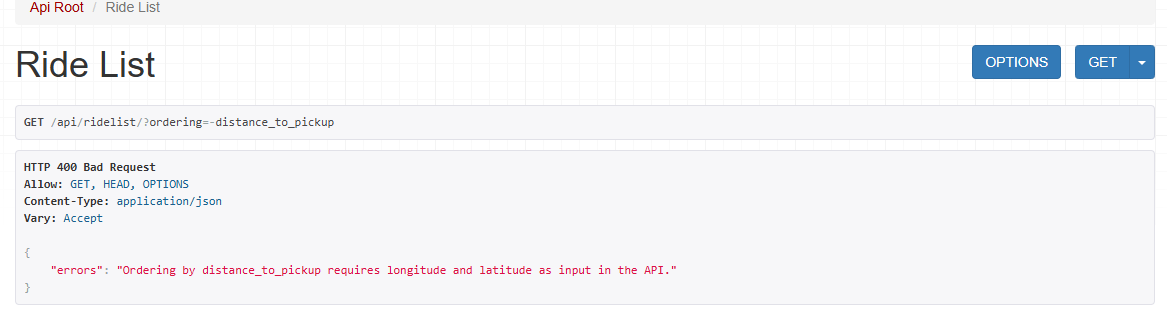 Api Root / Ride List
Ride List
OPTIONS
GET
GET /api/ridelist/?ordering=-distance_to_pickup
HTTP 400 Bad Request
Allow: GET, HEAD, OPTIONS
Content-Type: application/json
Vary: Accept
{
"errors": "Ordering by distance_to_pickup requires longitude and latitude as input in the API."
}